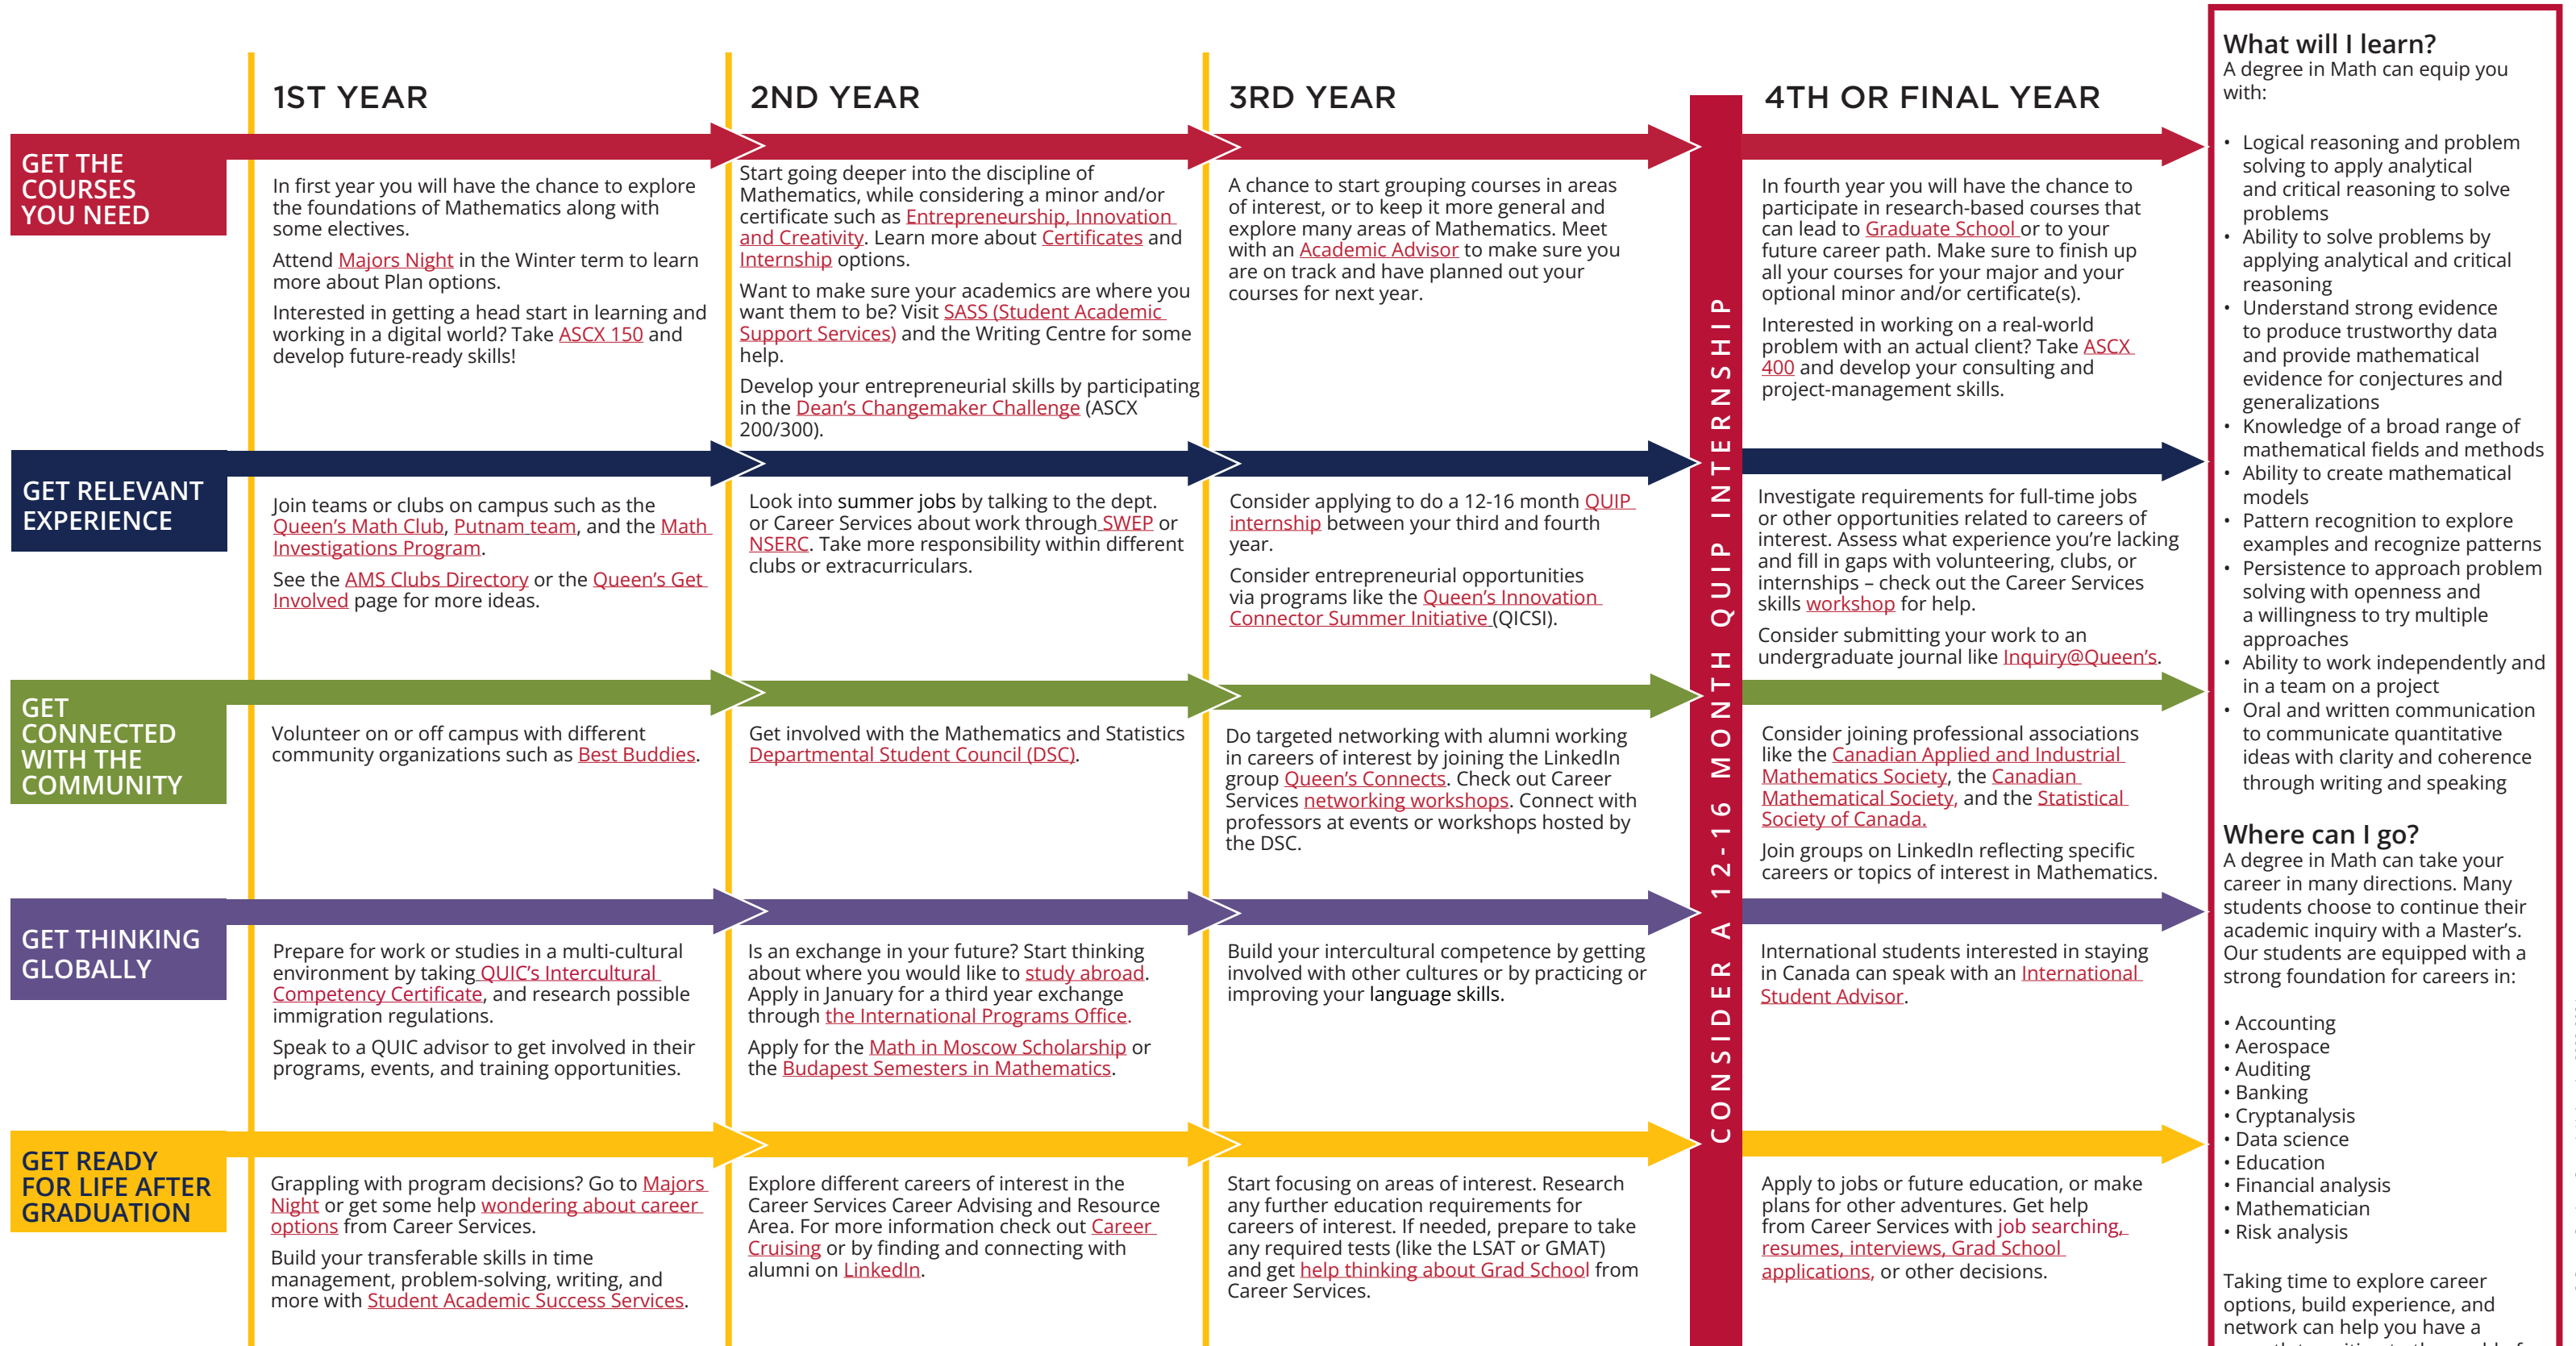 1ST YEAR
2ND YEAR
3RD YEAR
4TH OR FINAL YEAR
GET THE
COURSES
YOU NEED
In first year you will have the chance to explore
the foundations of Mathematics along with
some electives.
Attend Majors Night in the Winter term to learn
more about Plan options.
Interested in getting a head start in learning and
working in a digital world? Take ASCX 150 and
develop future-ready skills!
Start going deeper into the discipline of
Mathematics, while considering a minor and/or
certificate such as Entrepreneurship, Innovation
and Creativity. Learn more about Certificates and
Internship options.
Want to make sure your academics are where you
want them to be? Visit SASS (Student Academic
Support Services) and the Writing Centre for some
help.
Develop your entrepreneurial skills by participating
in the Dean's Changemaker Challenge (ASCX
200/300).
A chance to start grouping courses in areas
of interest, or to keep it more general and
explore many areas of Mathematics. Meet
with an Academic Advisor to make sure you
are on track and have planned out your
courses for next year.
In fourth year you will have the chance to
participate in research-based courses that
can lead to Graduate School or to your
future career path. Make sure to finish up
all your courses for your major and your
optional minor and/or certificate(s).
Interested in working on a real-world
problem with an actual client? Take ASCX
400 and develop your consulting and
project-management skills.
GET RELEVANT
EXPERIENCE
Join teams or clubs on campus such as the
Queen's Math Club, Putnam team, and the Math
Investigations Program.
See the AMS Clubs Directory or the Queen's Get
Involved page for more ideas.
Look into summer jobs by talking to the dept.
or Career Services about work through SWEP or
NSERC. Take more responsibility within different
clubs or extracurriculars.
Consider applying to do a 12-16 month QUIP
internship between your third and fourth
year.
Consider entrepreneurial opportunities
via programs like the Queen's Innovation
Connector Summer Initiative (QICSI).
Investigate requirements for full-time jobs
or other opportunities related to careers of
interest. Assess what experience you're lacking
and fill in gaps with volunteering, clubs, or
internships – check out the Career Services
skills workshop for help.
Consider submitting your work to an
undergraduate journal like Inquiry@Queen's.
GET
CONNECTED
WITH THE
COMMUNITY
Volunteer on or off campus with different
community organizations such as Best Buddies.
Get involved with the Mathematics and Statistics
Departmental Student Council (DSC).
Do targeted networking with alumni working
in careers of interest by joining the LinkedIn
group Queen's Connects. Check out Career
Services networking workshops. Connect with
professors at events or workshops hosted by
the DSC.
Consider joining professional associations
like the Canadian Applied and Industrial
Mathematics Society, the Canadian
Mathematical Society, and the Statistical
Society of Canada.
Join groups on LinkedIn reflecting specific
careers or topics of interest in Mathematics.
GET THINKING
GLOBALLY
Prepare for work or studies in a multi-cultural
environment by taking QUIC's Intercultural
Competency Certificate, and research possible
immigration regulations.
Speak to a QUIC advisor to get involved in their
programs, events, and training opportunities.
Is an exchange in your future? Start thinking
about where you would like to study abroad.
Apply in January for a third year exchange
through the International Programs Office.
Apply for the Math in Moscow Scholarship or
the Budapest Semesters in Mathematics.
Build your intercultural competence by getting
involved with other cultures or by practicing or
improving your language skills.
International students interested in staying
in Canada can speak with an International
Student Advisor.
GET READY
FOR LIFE AFTER
GRADUATION
Grappling with program decisions? Go to Majors
Night or get some help wondering about career
options from Career Services.
Build your transferable skills in time
management, problem-solving, writing, and
more with Student Academic Success Services.
Explore different careers of interest in the
Career Services Career Advising and Resource
Area. For more information check out Career
Cruising or by finding and connecting with
alumni on LinkedIn.
Start focusing on areas of interest. Research
any further education requirements for
careers of interest. If needed, prepare to take
any required tests (like the LSAT or GMAT)
and get help thinking about Grad School from
Career Services.
Apply to jobs or future education, or make
plans for other adventures. Get help
from Career Services with job searching,
resumes, interviews, Grad School
applications, or other decisions.
CONSIDER A 12-16 MONTH QUIP INTERNSHIP
What will I learn?
A degree in Math can equip you
with:
• Logical reasoning and problem
solving to apply analytical
and critical reasoning to solve
problems
• Ability to solve problems by
applying analytical and critical
reasoning
• Understand strong evidence
to produce trustworthy data
and provide mathematical
evidence for conjectures and
generalizations
• Knowledge of a broad range of
mathematical fields and methods
• Ability to create mathematical
models
• Pattern recognition to explore
examples and recognize patterns
• Persistence to approach problem
solving with openness and
a willingness to try multiple
approaches
• Ability to work independently and
in a team on a project
• Oral and written communication
to communicate quantitative
ideas with clarity and coherence
through writing and speaking
Where can I go?
A degree in Math can take your
career in many directions. Many
students choose to continue their
academic inquiry with a Master's.
Our students are equipped with a
strong foundation for careers in:
• Accounting
• Aerospace
• Auditing
• Banking
• Cryptanalysis
• Data science
• Education
• Financial analysis
• Mathematician
• Risk analysis
Taking time to explore career
options, build experience, and
network can help you have a